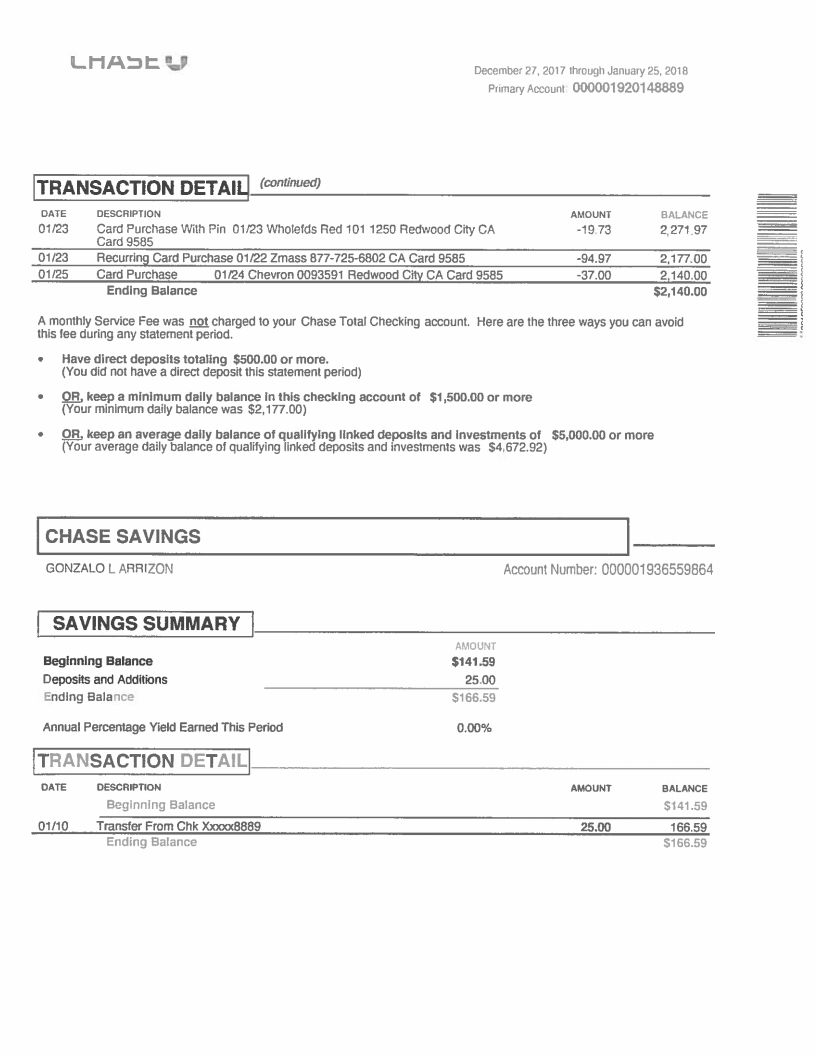 CHASE
December 27, 2017 through January 25, 2018
Primary Account: 000001920148889
TRANSACTION DETAIL (continued)
DATE DESCRIPTION AMOUNT BALANCE
01/23 Card Purchase With Pin 01/23 Wholefds Red 101 1250 Redwood City CA -19.73 2,271.97
Card 9585
01/23 Recurring Card Purchase 01/22 Zmass 877-725-6802 CA Card 9585 -94.97 2,177.00
01/25 Card Purchase 01/24 Chevron 0093591 Redwood City CA Card 9585 -37.00 2,140.00
Ending Balance $2,140.00
A monthly Service Fee was not charged to your Chase Total Checking account. Here are the three ways you can avoid
this fee during any statement period.
• Have direct deposits totaling $500.00 or more.
(You did not have a direct deposit this statement period)
• OR, keep a minimum daily balance in this checking account of $1,500.00 or more
(Your minimum daily balance was $2,177.00)
• OR, keep an average daily balance of qualifying linked deposits and investments of $5,000.00 or more
(Your average daily balance of qualifying linked deposits and investments was $4,672.92)
CHASE SAVINGS
GONZALO L ARRIZON Account Number: 000001936559864
SAVINGS SUMMARY
AMOUNT
Beginning Balance $141.59
Deposits and Additions 25.00
Ending Balance $166.59
Annual Percentage Yield Earned This Period 0.00%
TRANSACTION DETAIL
DATE DESCRIPTION AMOUNT BALANCE
Beginning Balance $141.59
01/10 Transfer From Chk Xxxxx8889 25.00 166.59
Ending Balance $166.59